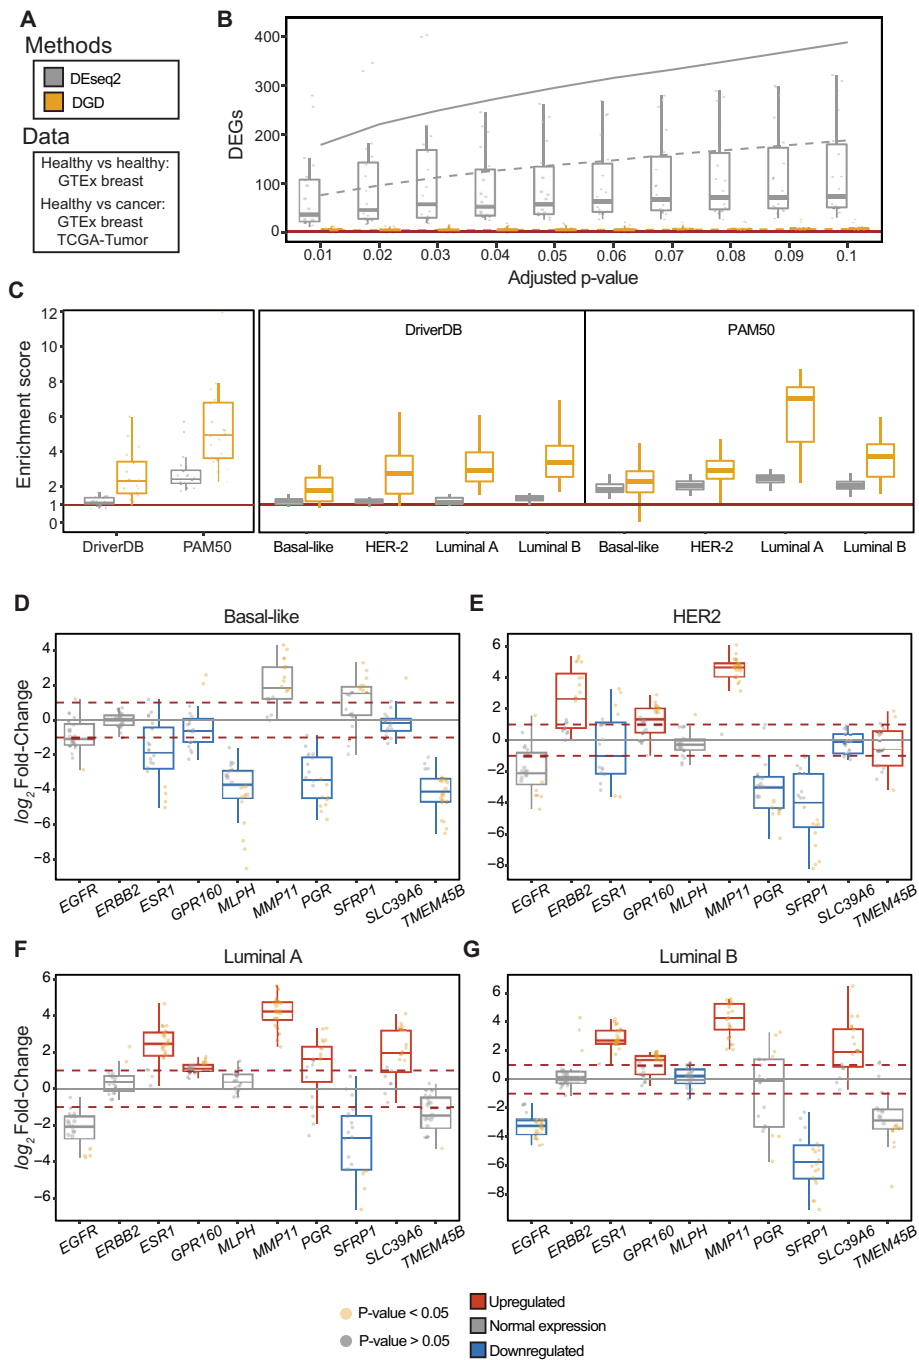 A
Methods
DEseq2
DGD
Data
Healthy vs healthy:
GTEx breast
Healthy vs cancer:
GTEx breast
TCGA-Tumor
B
DEGs
400
300
200
100
0
0.01 0.02 0.03 0.04 0.05 0.06 0.07 0.08 0.09 0.1
Adjusted p-value
C
Enrichment score
12
10
8
6
4
2
1
0
DriverDB PAM50
DriverDB PAM50
Basal-like HER-2 Luminal A Luminal B Basal-like HER-2 Luminal A Luminal B
D
Basal-like
log2 Fold-Change
4
2
0
−2
−4
−6
−8
EGFR ERBB2 ESR1 GPR160 MLPH MMP11 PGR SFRP1 SLC39A6 TMEM45B
E
HER2
6
4
2
0
−2
−4
−6
−8
EGFR ERBB2 ESR1 GPR160 MLPH MMP11 PGR SFRP1 SLC39A6 TMEM45B
F
Luminal A
log2 Fold-Change
6
4
2
0
−2
−4
−6
EGFR ERBB2 ESR1 GPR160 MLPH MMP11 PGR SFRP1 SLC39A6 TMEM45B
G
Luminal B
6
4
2
0
−2
−4
−6
−8
EGFR ERBB2 ESR1 GPR160 MLPH MMP11 PGR SFRP1 SLC39A6 TMEM45B
P-value < 0.05
P-value > 0.05
Upregulated
Normal expression
Downregulated